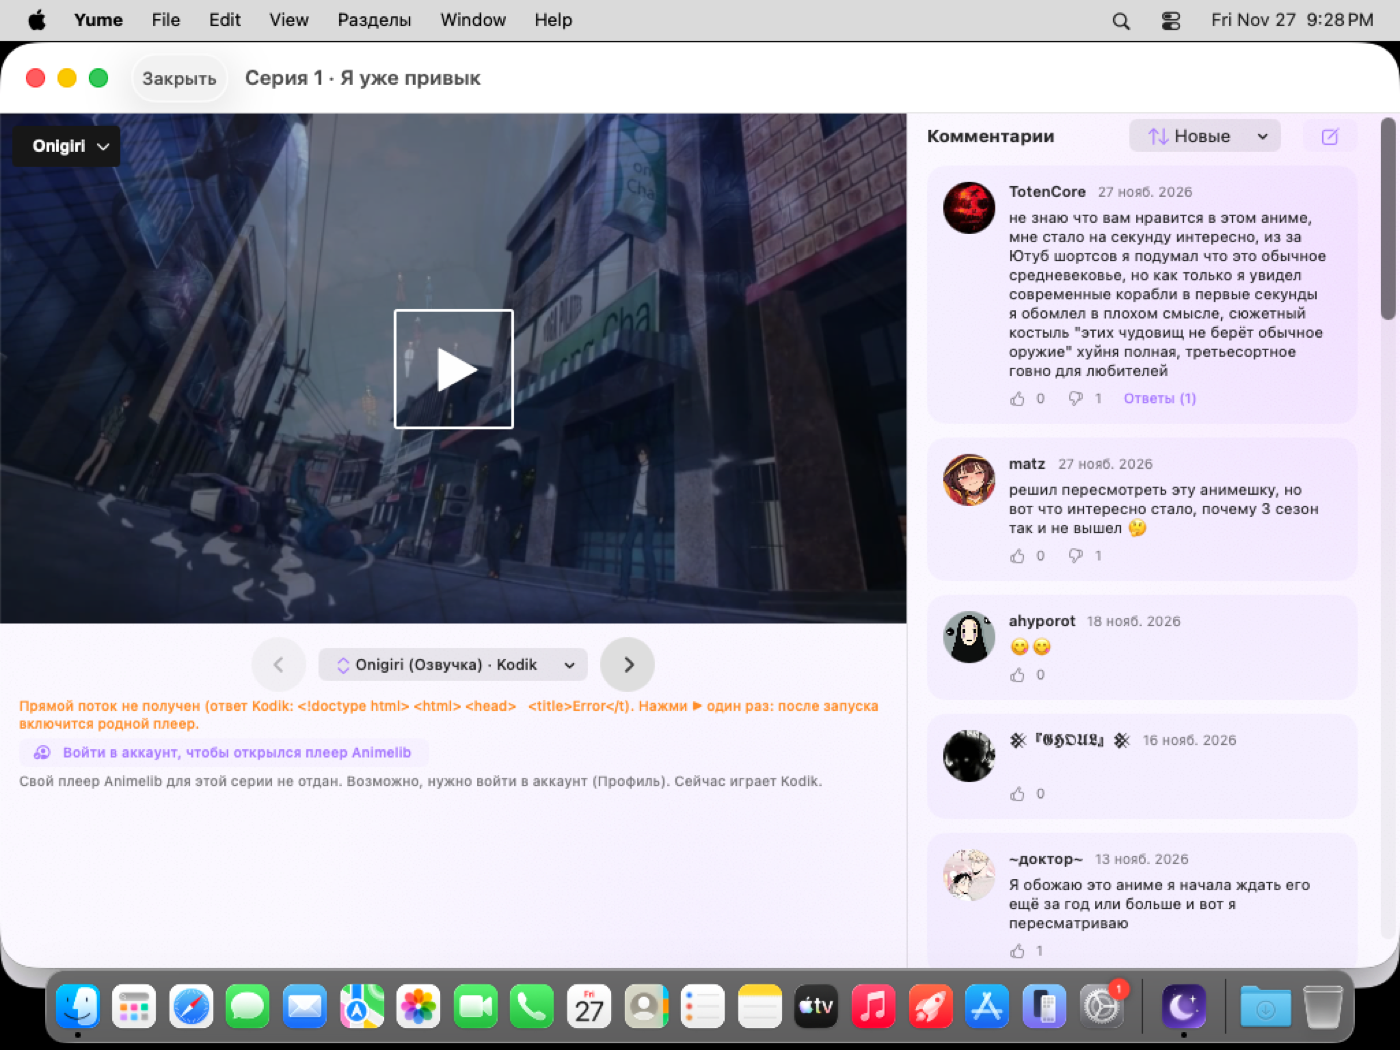 Yume File Edit View Разделы Window Help Fri Nov 27 9:28 PM
Закрыть Серия 1 · Я уже привык
Onigiri
Onigiri (Озвучка) · Kodik
Прямой поток не получен (ответ Kodik: <!doctype html> <html> <head> <title>Error</t). Нажми ▶ один раз: после запуска
включится родной плеер.
Войти в аккаунт, чтобы открылся плеер Animelib
Свой плеер Animelib для этой серии не отдан. Возможно, нужно войти в аккаунт (Профиль). Сейчас играет Kodik.
Комментарии Новые
TotenCore 27 нояб. 2026
не знаю что вам нравится в этом аниме,
мне стало на секунду интересно, из за
Ютуб шортсов я подумал что это обычное
средневековье, но как только я увидел
современные корабли в первые секунды
я обомлел в плохом смысле, сюжетный
костыль "этих чудовищ не берёт обычное
оружие" хуйня полная, третьесортное
говно для любителей
0 1 Ответы (1)
matz 27 нояб. 2026
решил пересмотреть эту анимешку, но
вот что интересно стало, почему 3 сезон
так и не вышел 🤔
0 1
ahyporot 18 нояб. 2026
😋😋
0
16 нояб. 2026
0
~доктор~ 13 нояб. 2026
Я обожаю это аниме я начала ждать его
ещё за год или больше и вот я
пересматриваю
1
Fri
27
tv
1